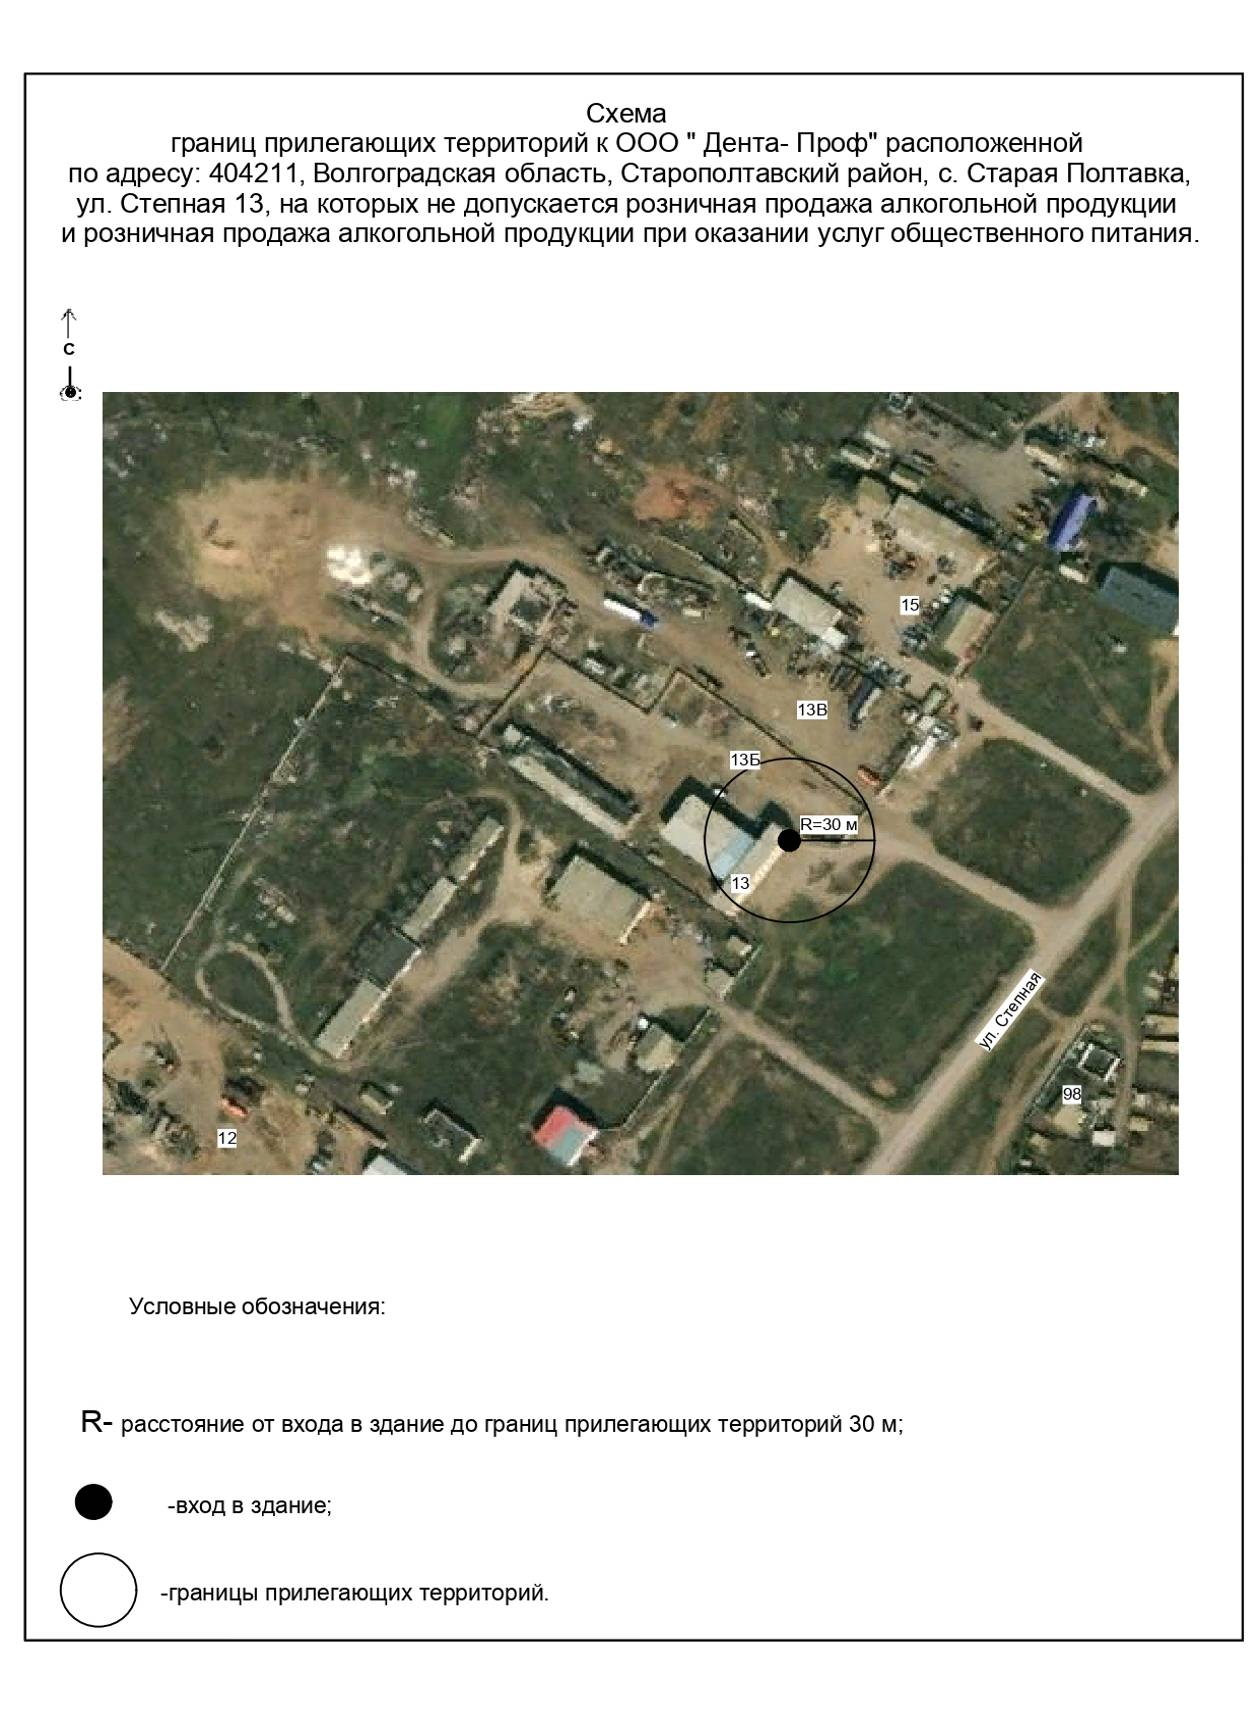 Схема
границ прилегающих территорий к ООО " Дента- Проф" расположенной
по адресу: 404211, Волгоградская область, Старополтавский район, с. Старая Полтавка,
ул. Степная 13, на которых не допускается розничная продажа алкогольной продукции
и розничная продажа алкогольной продукции при оказании услуг общественного питания.
С
15
13В
13Б
R=30 м
13
ул. Степная
98
12
Условные обозначения:
R- расстояние от входа в здание до границ прилегающих территорий 30 м;
-вход в здание;
-границы прилегающих территорий.